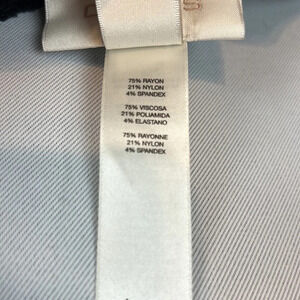 75% RAYON
21% NYLON
4% SPANDEX
75% VISCOSA
21% POLIAMIDA
4% ELASTANO
75% RAYONNE
21% NYLON
4% SPANDEX